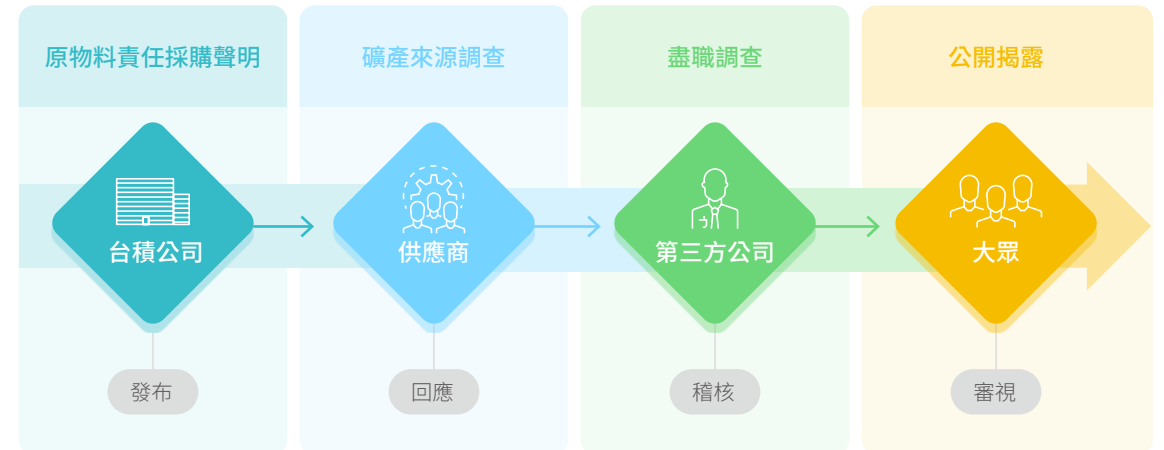 原物料責任採購聲明
礦產來源調查
盡職調查
公開揭露
台積公司
供應商
第三方公司
大眾
發布
回應
稽核
審視